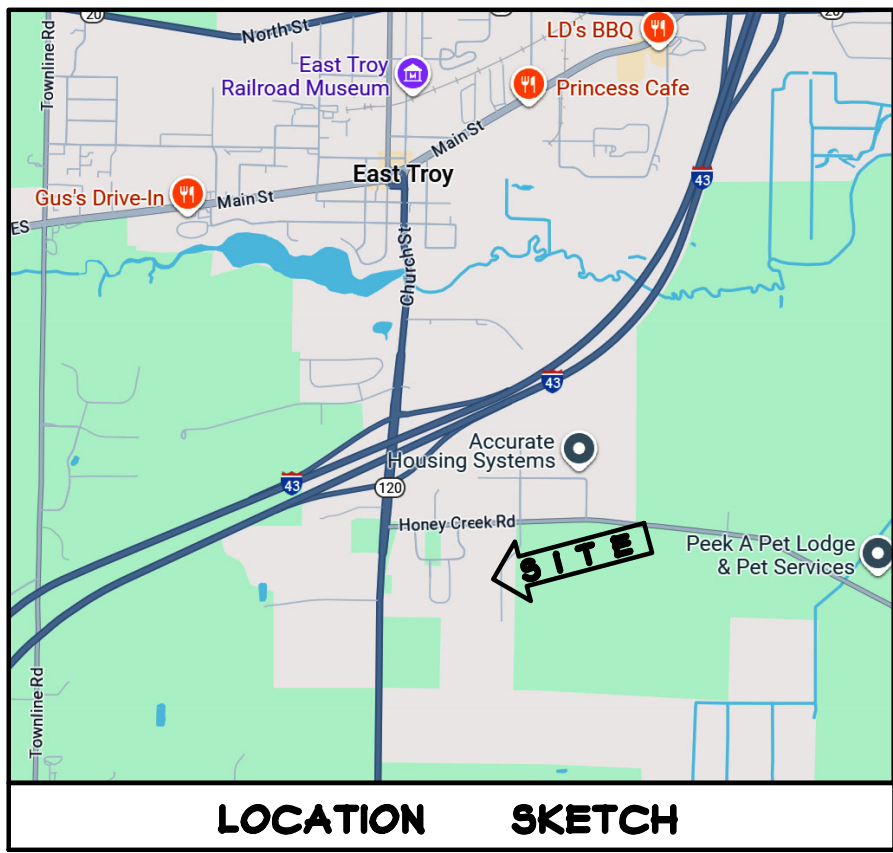 20
20
North St
LD's BBQ
Townline Rd
East Troy
Railroad Museum
Princess Cafe
Main St
East Troy
43
Gus's Drive-In
Main St
ES
Church St
43
Accurate
Housing Systems
43
120
Honey Creek Rd
SITE
Peek A Pet Lodge
& Pet Services
Townline Rd
LOCATION SKETCH